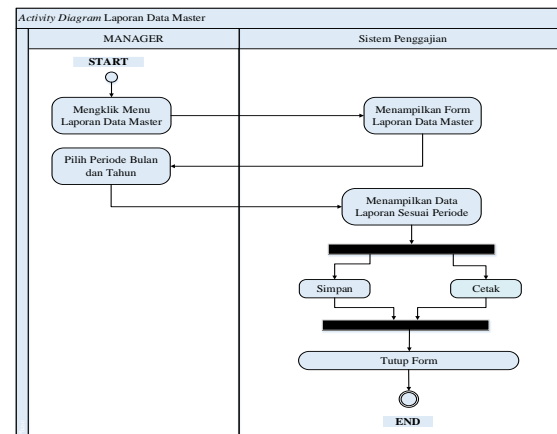 Activity Diagram Laporan Data Master
MANAGER
Sistem Penggajian
START
Mengklik Menu
Laporan Data Master
Menampilkan Form
Laporan Data Master
Pilih Periode Bulan
dan Tahun
Menampilkan Data
Laporan Sesuai Periode
Simpan
Cetak
Tutup Form
END